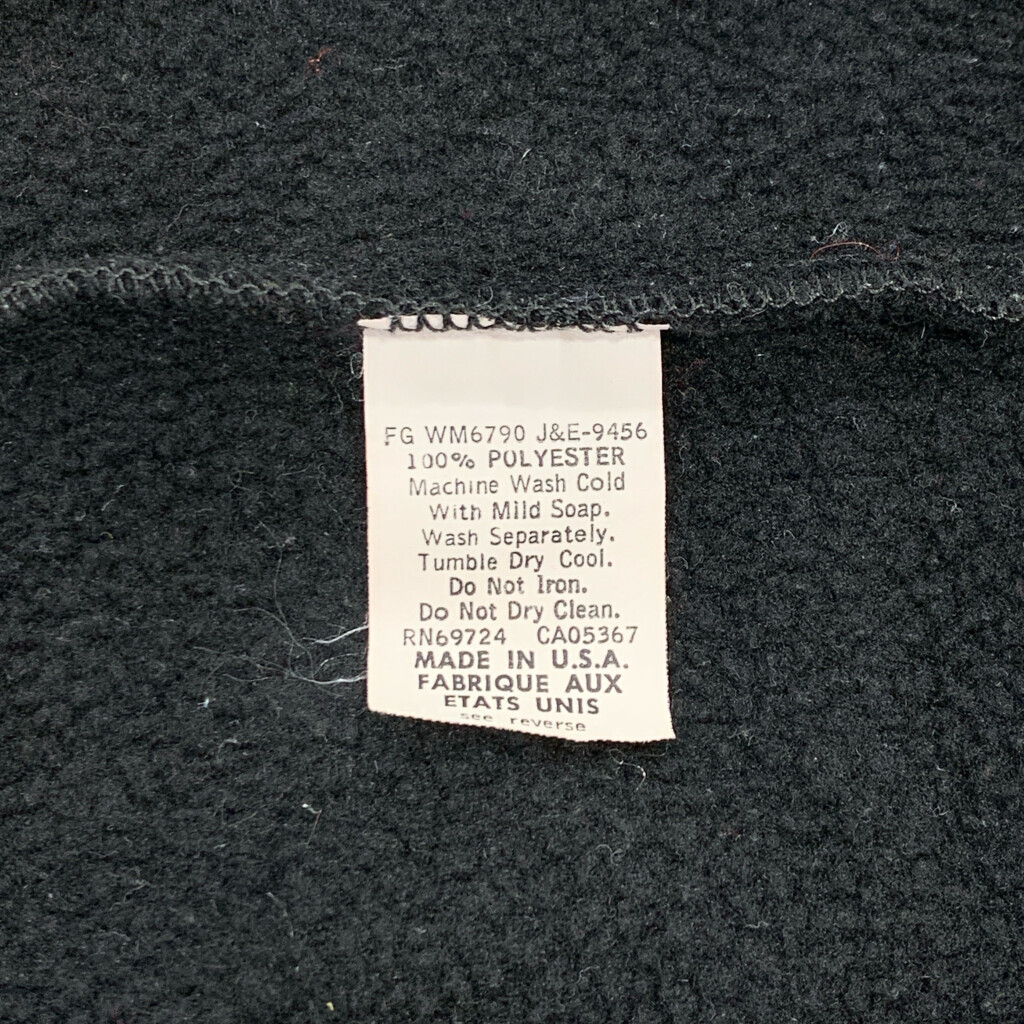 FG WM6790 J&E-9456
100% POLYESTER
Machine Wash Cold
With Mild Soap.
Wash Separately.
Tumble Dry Cool.
Do Not Iron.
Do Not Dry Clean.
RN69724 CA05367
MADE IN U.S.A.
FABRIQUE AUX
ETATS UNIS
see reverse